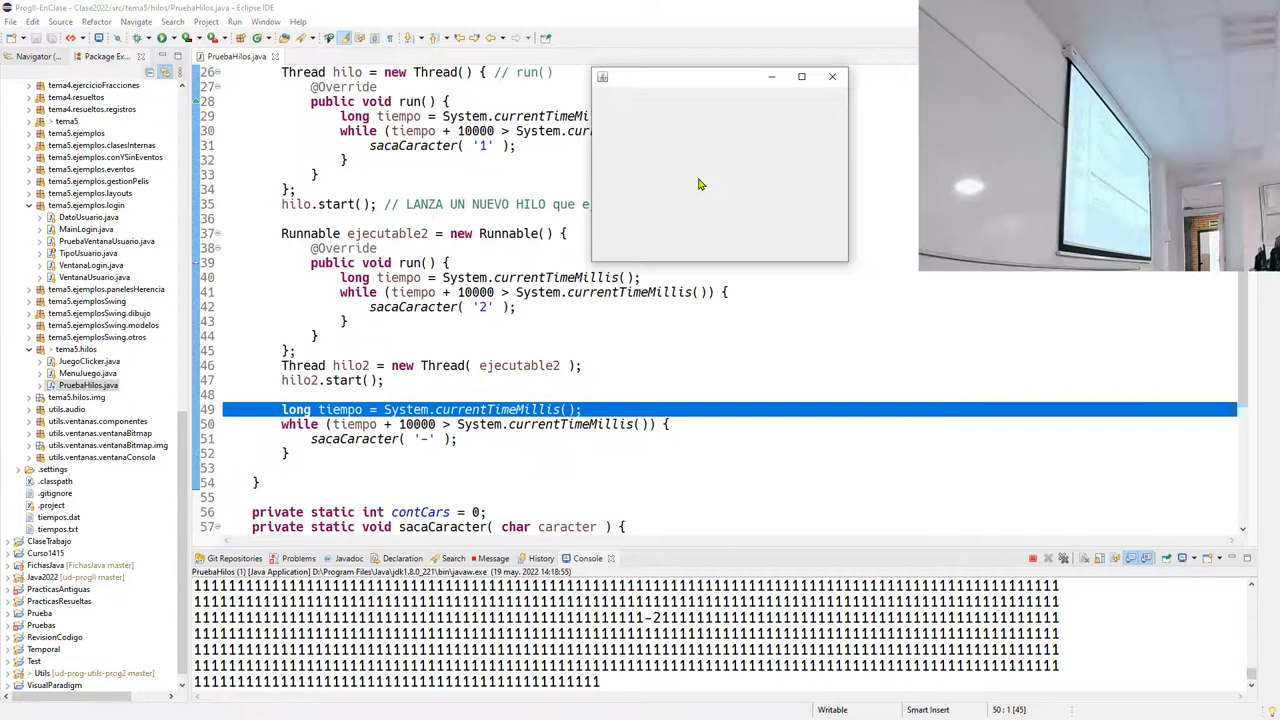 ProgII-EnClase - Clase2022/src/tema5/hilos/PruebaHilos.java - Eclipse IDE
File Edit Source Refactor Navigate Search Project Run Window Help
Navigator (...
Package Ex...
PruebaHilos.java
tema4.ejercicioFracciones
tema4.resueltos
tema4.resueltos.registros
tema5
tema5.ejemplos
tema5.ejemplos.clasesInternas
tema5.ejemplos.conYSinEventos
tema5.ejemplos.eventos
tema5.ejemplos.gestionPelis
tema5.ejemplos.layouts
tema5.ejemplos.login
DatoUsuario.java
MainLogin.java
PruebaVentanaUsuario.java
TipoUsuario.java
VentanaLogin.java
VentanaUsuario.java
tema5.ejemplos.panelesHerencia
tema5.ejemplosSwing
tema5.ejemplosSwing.dibujo
tema5.ejemplosSwing.modelos
tema5.ejemplosSwing.otros
tema5.hilos
JuegoClicker.java
MenuJuego.java
PruebaHilos.java
tema5.hilos.img
utils.audio
utils.ventanas.componentes
utils.ventanas.ventanaBitmap
utils.ventanas.ventanaBitmap.img
utils.ventanas.ventanaConsola
.settings
.classpath
.gitignore
.project
tiempos.dat
tiempos.txt
ClaseTrabajo
Curso1415
FichasJava [FichasJava master]
Java2022 [ud-progII master]
PracticasAntiguas
PracticasResueltas
Prueba
Pruebas
RevisionCodigo
Temporal
Test
Utils [ud-prog-utils-prog2 master]
VisualParadigm
26 Thread hilo = new Thread() { // run()
27 @Override
28 public void run() {
29 long tiempo = System.currentTimeMi
30 while (tiempo + 10000 > System.cur
31 sacaCaracter( '1' );
32 }
33 }
34 };
35 hilo.start(); // LANZA UN NUEVO HILO que e
36
37 Runnable ejecutable2 = new Runnable() {
38 @Override
39 public void run() {
40 long tiempo = System.currentTimeMillis();
41 while (tiempo + 10000 > System.currentTimeMillis()) {
42 sacaCaracter( '2' );
43 }
44 }
45 };
46 Thread hilo2 = new Thread( ejecutable2 );
47 hilo2.start();
48
49 long tiempo = System.currentTimeMillis();
50 while (tiempo + 10000 > System.currentTimeMillis()) {
51 sacaCaracter( '-' );
52 }
53
54 }
55
56 private static int contCars = 0;
57 private static void sacaCaracter( char caracter ) {
Git Repositories Problems Javadoc Declaration Search Message History Console
PruebaHilos (1) [Java Application] D:\Program Files\Java\jdk1.8.0_221\bin\javaw.exe (19 may. 2022 14:18:55)
1111111111111111111111111111111111111111111111111111111111111111111111111111111111111111111111111111
1111111111111111111111111111111111111111111111111111111111111111111111111111111111111111111111111111
1111111111111111111111111111111111111111111111111111-21111111111111111111111111111111111111111111111
1111111111111111111111111111111111111111111111111111111111111111111111111111111111111111111111111111
1111111111111111111111111111111111111111111111111111111111111111111111111111111111111111111111111111
1111111111111111111111111111111111111111111111111111111111111111111111111111111111111111111111111111
11111111111111111111111111111111111111111111111
Writable Smart Insert 50 : 1 [45]